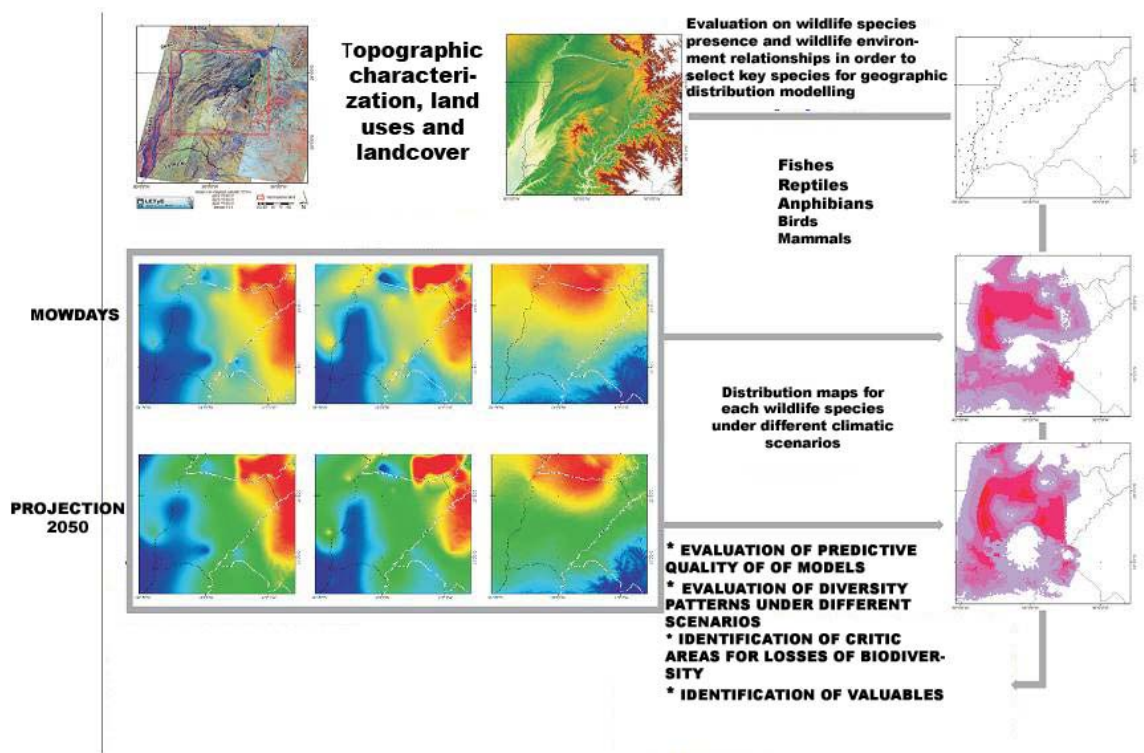 Topographic
characteri-
zation, land
uses and
landcover
Evaluation on wildlife species
presence and wildlife environ-
ment relationships in order to
select key species for geographic
distribution modelling
Fishes
Reptiles
Anphibians
Birds
Mammals
MOWDAYS
Distribution maps for
each wildlife species
under different climatic
scenarios
PROJECTION
2050
* EVALUATION OF PREDICTIVE
QUALITY OF OF MODELS
* EVALUATION OF DIVERSITY
PATTERNS UNDER DIFFERENT
SCENARIOS
* IDENTIFICATION OF CRITIC
AREAS FOR LOSSES OF BIODIVER-
SITY
* IDENTIFICATION OF VALUABLES